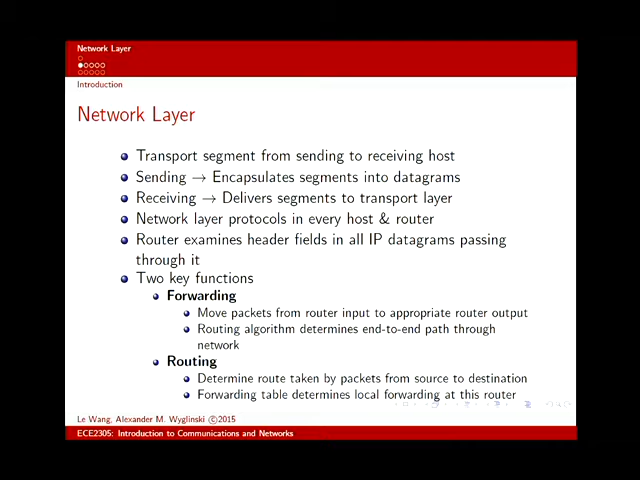 Network Layer
Introduction
Network Layer
Transport segment from sending to receiving host
Sending → Encapsulates segments into datagrams
Receiving → Delivers segments to transport layer
Network layer protocols in every host & router
Router examines header fields in all IP datagrams passing
through it
Two key functions
Forwarding
Move packets from router input to appropriate router output
Routing algorithm determines end-to-end path through
network
Routing
Determine route taken by packets from source to destination
Forwarding table determines local forwarding at this router
Le Wang, Alexander M. Wyglinski ©2015
ECE2305: Introduction to Communications and Networks